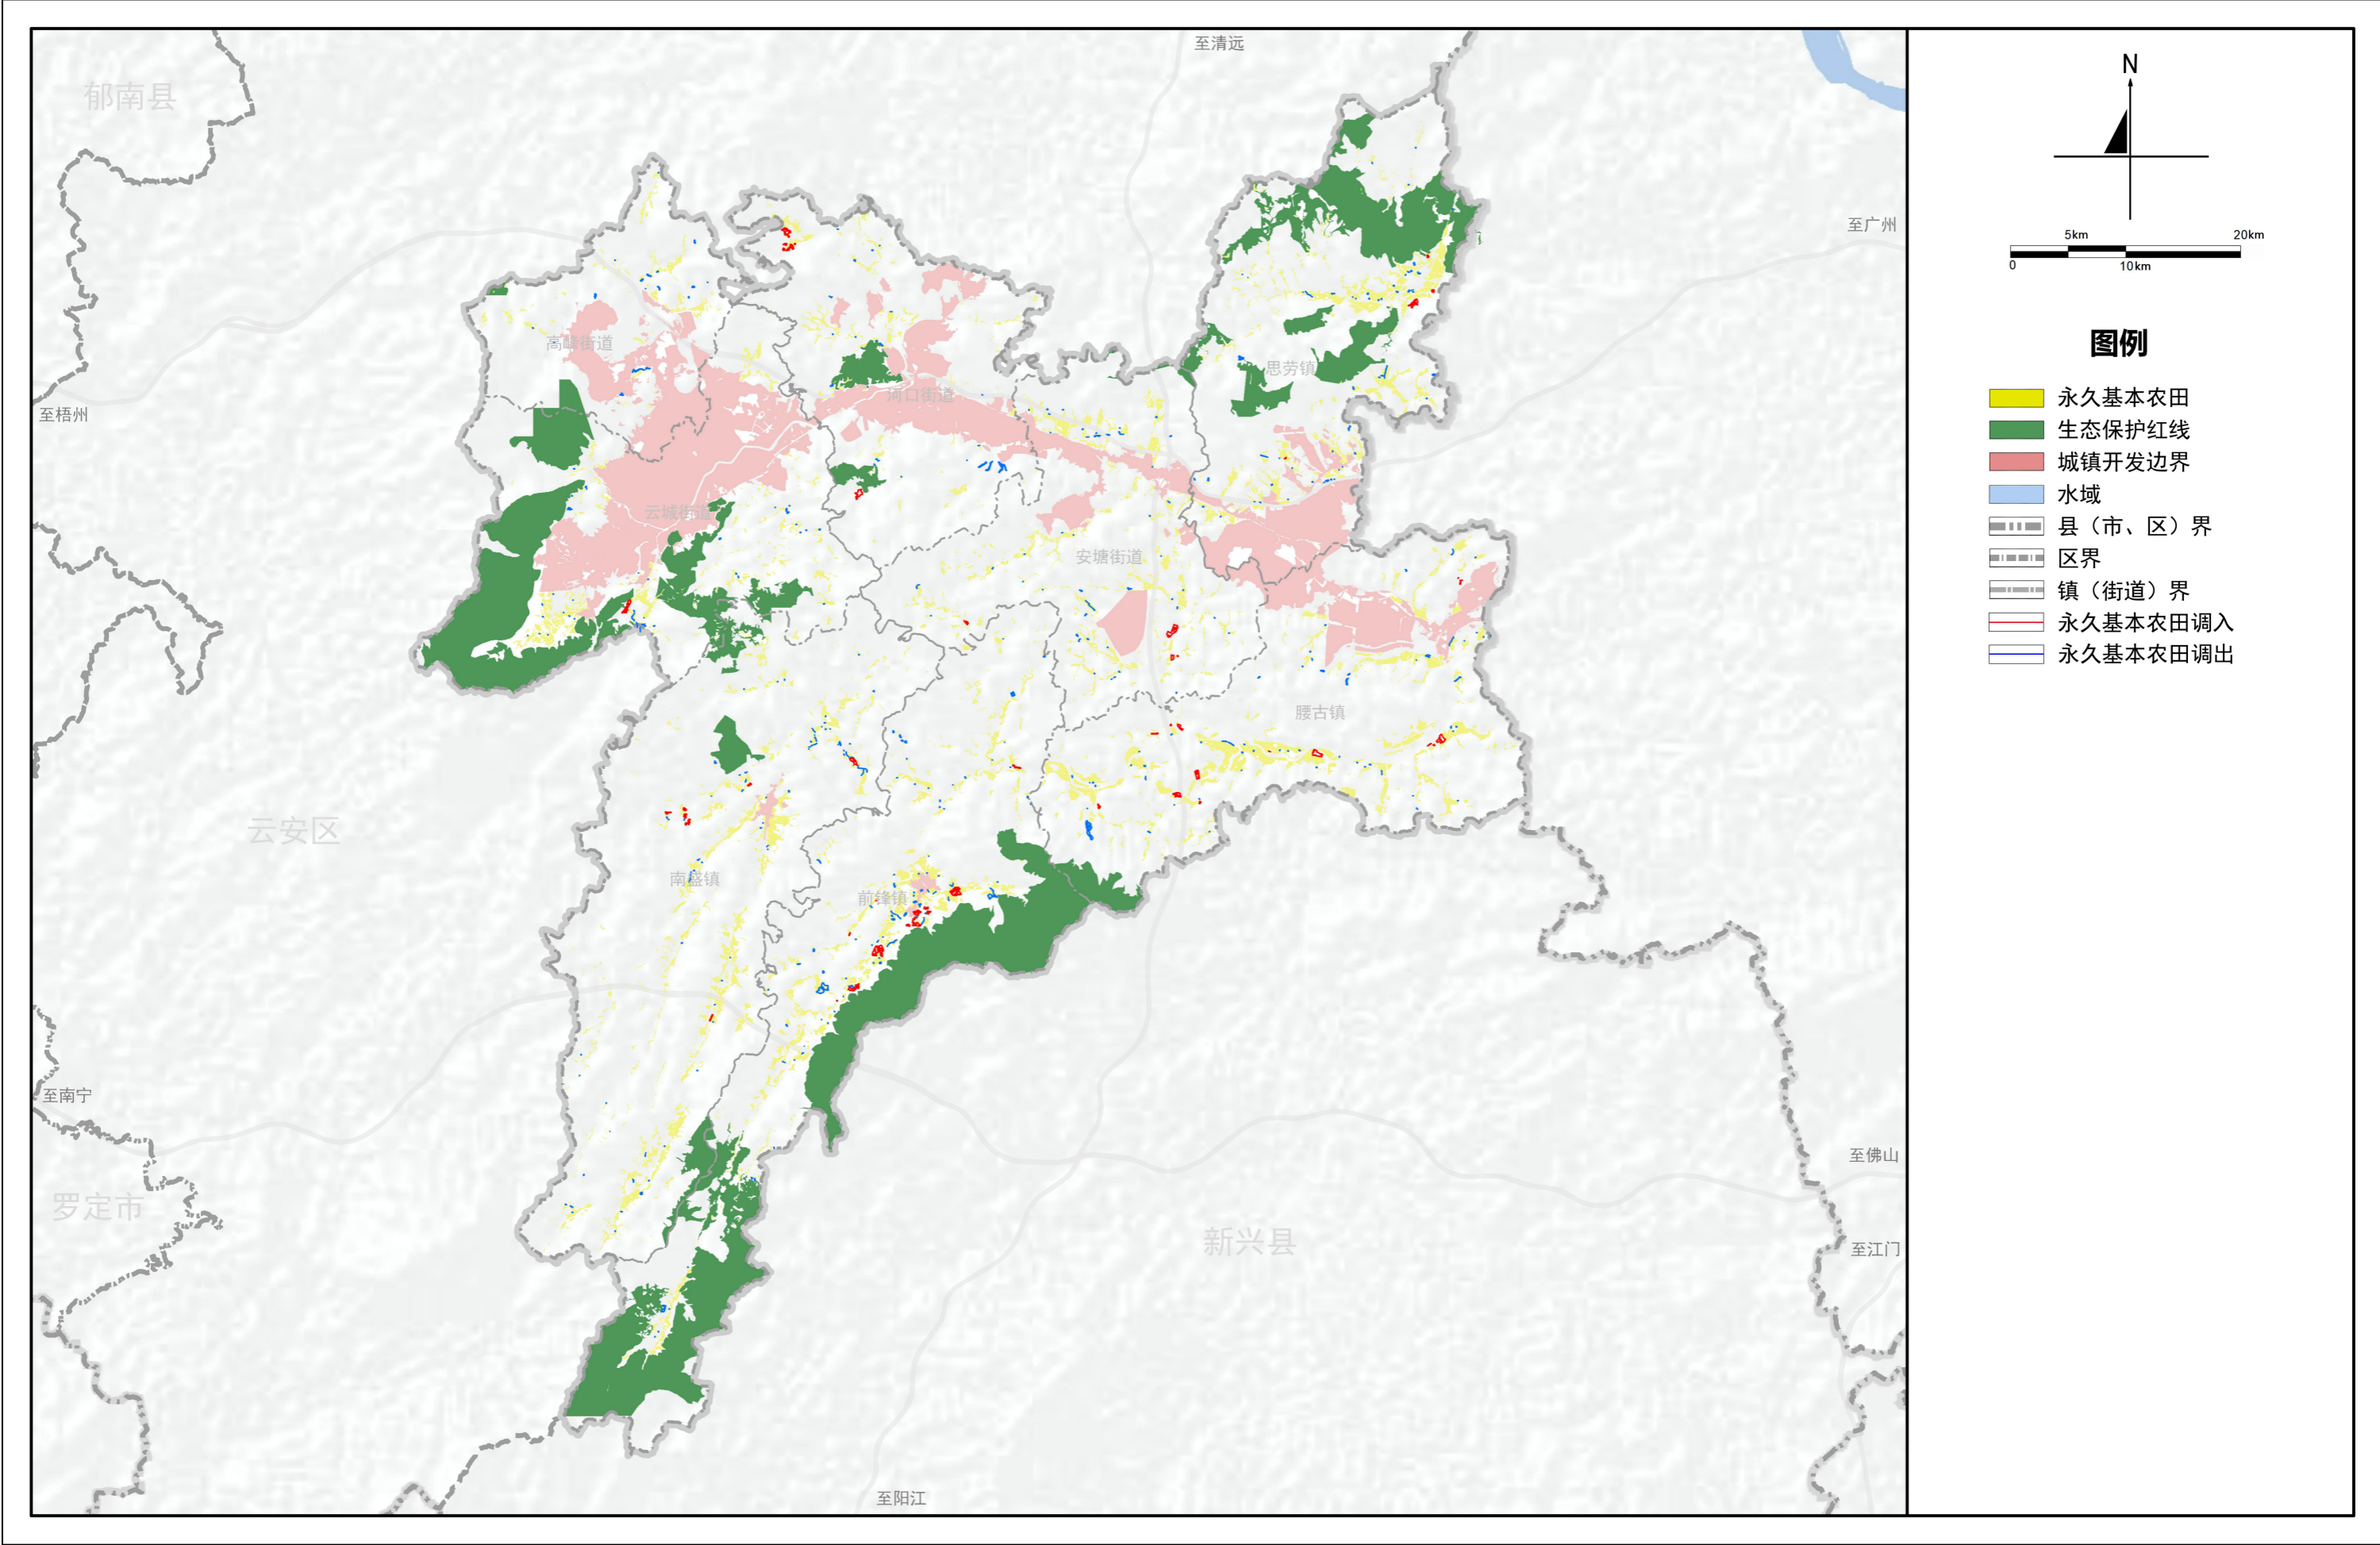 至清远
郁南县
至广州
至梧州
高峰街道
思劳镇
河口街道
云城街道
安塘街道
腰古镇
云安区
南盛镇
前锋镇
至南宁
至佛山
罗定市
新兴县
至江门
至阳江
N
5km 20km
0 10km
图例
永久基本农田
生态保护红线
城镇开发边界
水域
县（市、区）界
区界
镇（街道）界
永久基本农田调入
永久基本农田调出